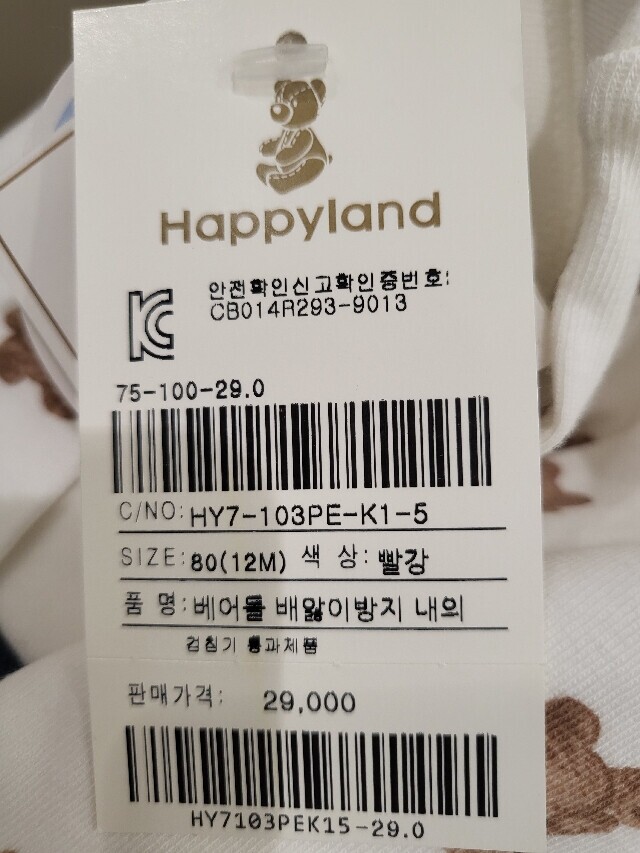 Happyland
안전확인신고확인증번호:
CB014R293-9013
75-100-29.0
C/NO: HY7-103PE-K1-5
SIZE: 80(12M) 색 상: 빨강
품 명: 베어물 배앓이방지 내의
검침기 통과제품
판매가격: 29,000
HY7103PEK15-29.0